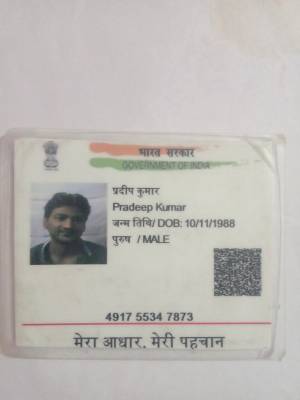 भारत सरकार
GOVERNMENT OF INDIA
प्रदीप कुमार
Pradeep Kumar
जन्म तिथि/ DOB: 10/11/1988
पुरुष / MALE
4917 5534 7873
मेरा आधार, मेरी पहचान